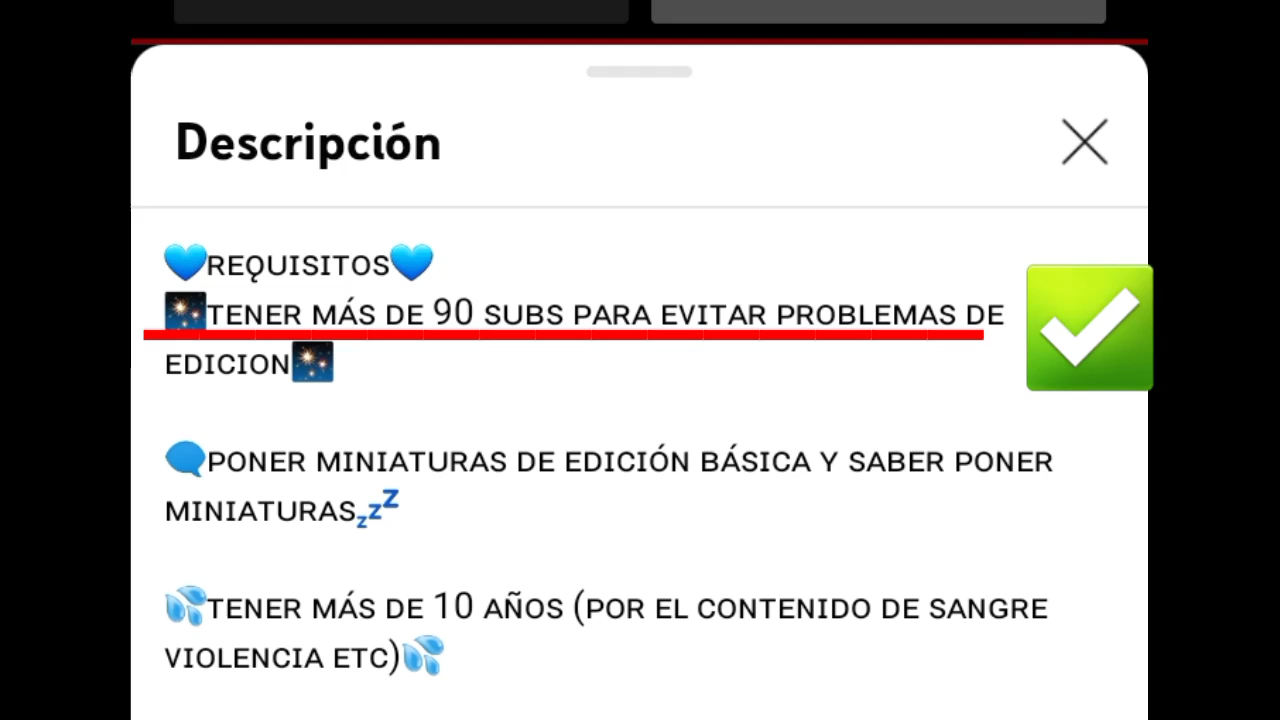 Descripción
💙REQUISITOS💙
🎇TENER MÁS DE 90 SUBS PARA EVITAR PROBLEMAS DE
EDICION🎇
🗨PONER MINIATURAS DE EDICIÓN BÁSICA Y SABER PONER
MINIATURAS💤
💦TENER MÁS DE 10 AÑOS (POR EL CONTENIDO DE SANGRE
VIOLENCIA ETC)💦